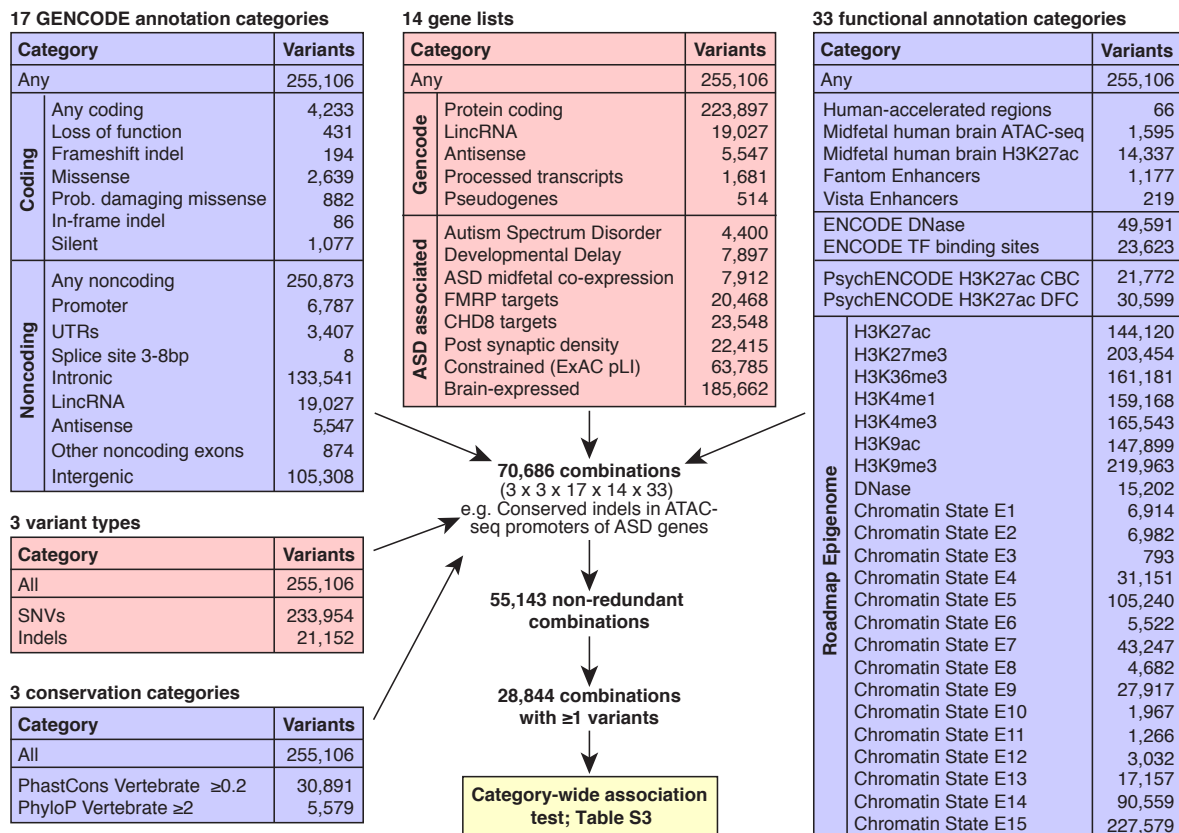 17 GENCODE annotation categories
Category Variants
Any 255,106
Coding
Any coding 4,233
Loss of function 431
Frameshift indel 194
Missense 2,639
Prob. damaging missense 882
In-frame indel 86
Silent 1,077
Noncoding
Any noncoding 250,873
Promoter 6,787
UTRs 3,407
Splice site 3-8bp 8
Intronic 133,541
LincRNA 19,027
Antisense 5,547
Other noncoding exons 874
Intergenic 105,308
3 variant types
Category Variants
All 255,106
SNVs 233,954
Indels 21,152
3 conservation categories
Category Variants
All 255,106
PhastCons Vertebrate ≥0.2 30,891
PhyloP Vertebrate ≥2 5,579
14 gene lists
Category Variants
Any 255,106
Gencode
Protein coding 223,897
LincRNA 19,027
Antisense 5,547
Processed transcripts 1,681
Pseudogenes 514
ASD associated
Autism Spectrum Disorder 4,400
Developmental Delay 7,897
ASD midfetal co-expression 7,912
FMRP targets 20,468
CHD8 targets 23,548
Post synaptic density 22,415
Constrained (ExAC pLI) 63,785
Brain-expressed 185,662
70,686 combinations
(3 x 3 x 17 x 14 x 33)
e.g. Conserved indels in ATAC-
seq promoters of ASD genes
55,143 non-redundant
combinations
28,844 combinations
with ≥1 variants
Category-wide association
test; Table S3
33 functional annotation categories
Category Variants
Any 255,106
Human-accelerated regions 66
Midfetal human brain ATAC-seq 1,595
Midfetal human brain H3K27ac 14,337
Fantom Enhancers 1,177
Vista Enhancers 219
ENCODE DNase 49,591
ENCODE TF binding sites 23,623
PsychENCODE H3K27ac CBC 21,772
PsychENCODE H3K27ac DFC 30,599
Roadmap Epigenome
H3K27ac 144,120
H3K27me3 203,454
H3K36me3 161,181
H3K4me1 159,168
H3K4me3 165,543
H3K9ac 147,899
H3K9me3 219,963
DNase 15,202
Chromatin State E1 6,914
Chromatin State E2 6,982
Chromatin State E3 793
Chromatin State E4 31,151
Chromatin State E5 105,240
Chromatin State E6 5,522
Chromatin State E7 43,247
Chromatin State E8 4,682
Chromatin State E9 27,917
Chromatin State E10 1,967
Chromatin State E11 1,266
Chromatin State E12 3,032
Chromatin State E13 17,157
Chromatin State E14 90,559
Chromatin State E15 227,579